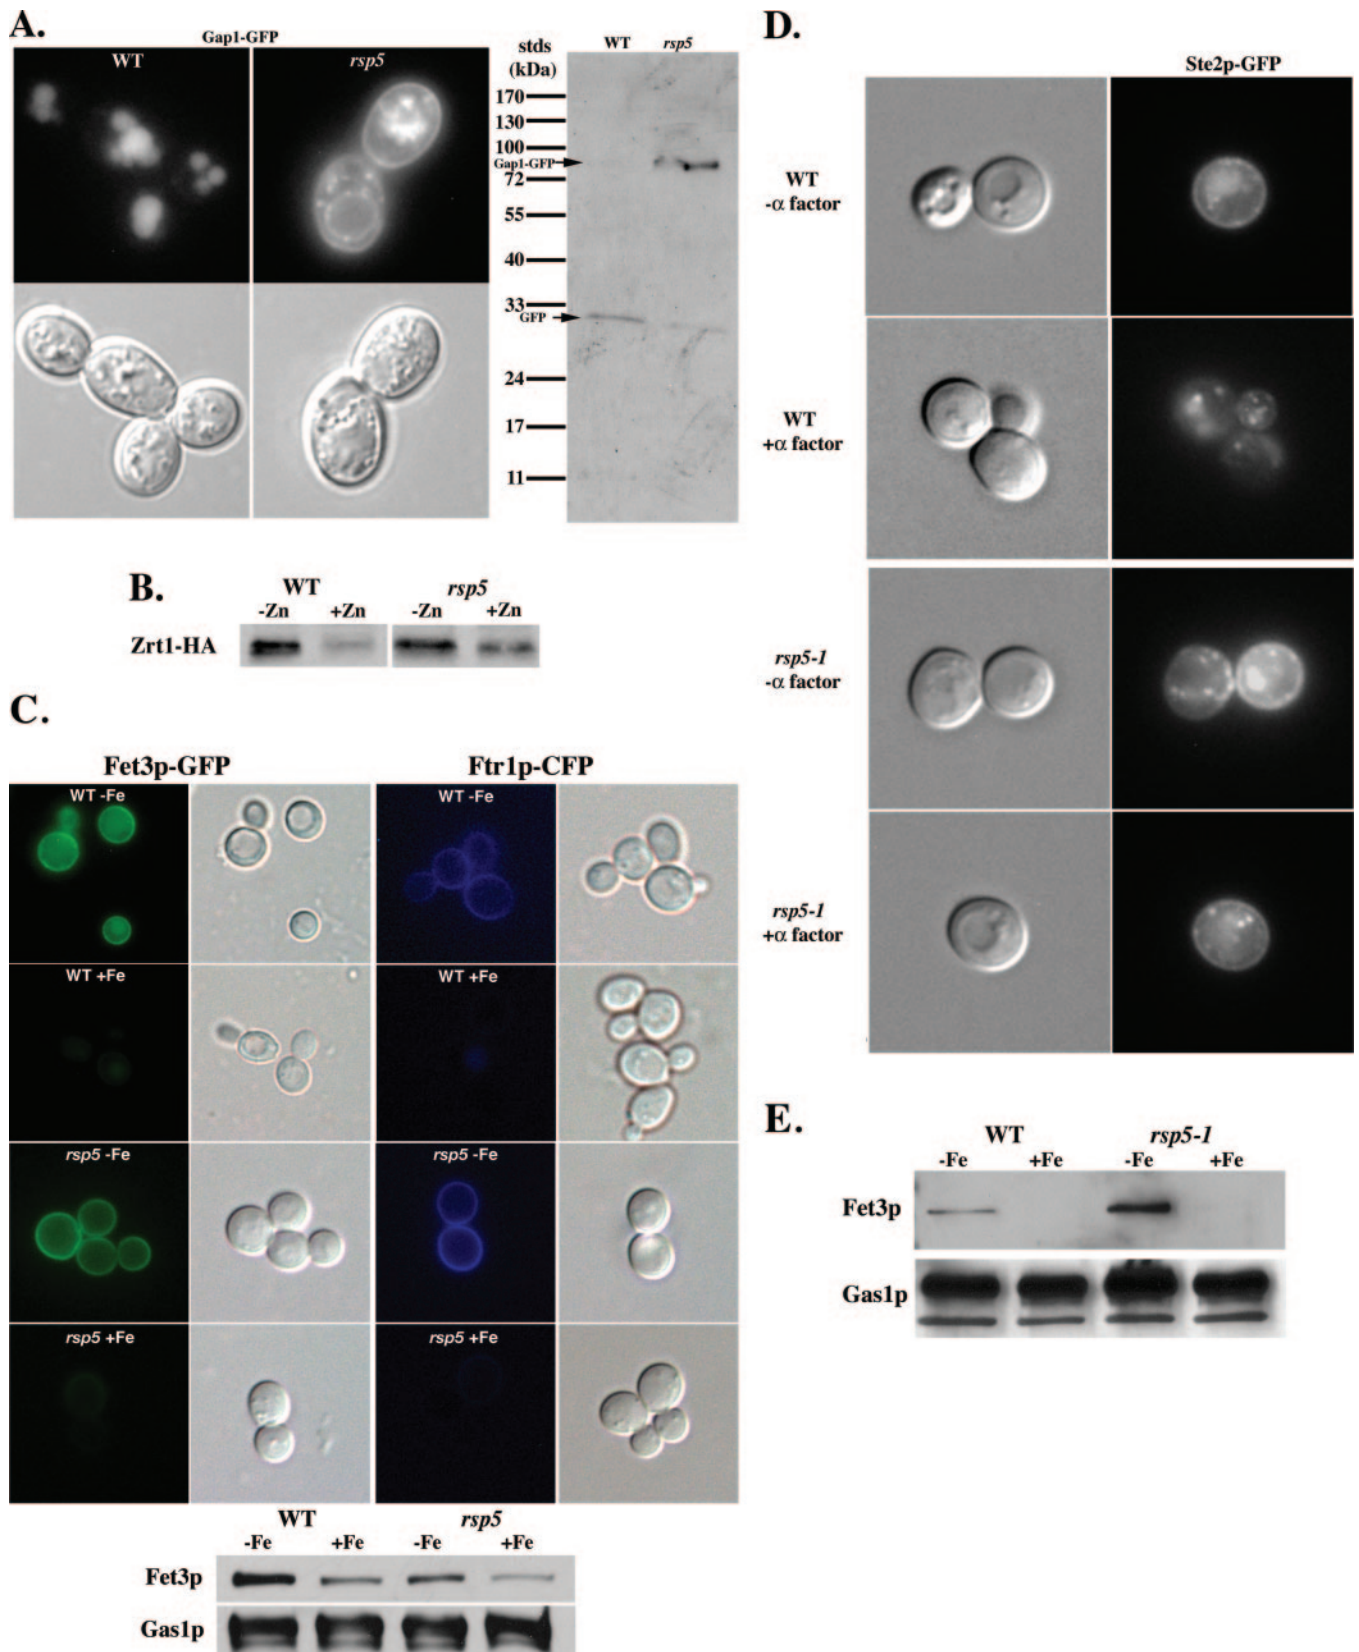 A.
Gap1-GFP
WT
rsp5
stds
(kDa)
WT rsp5
170
130
100
Gap1-GFP
72
55
40
33
GFP
24
17
11
B.
WT rsp5
-Zn +Zn -Zn +Zn
Zrt1-HA
C.
Fet3p-GFP Ftr1p-CFP
WT -Fe WT -Fe
WT +Fe WT +Fe
rsp5 -Fe rsp5 -Fe
rsp5 +Fe rsp5 +Fe
WT rsp5
-Fe +Fe -Fe +Fe
Fet3p
Gas1p
D.
Ste2p-GFP
WT
-α factor
WT
+α factor
rsp5-1
-α factor
rsp5-1
+α factor
E.
WT rsp5-1
-Fe +Fe -Fe +Fe
Fet3p
Gas1p